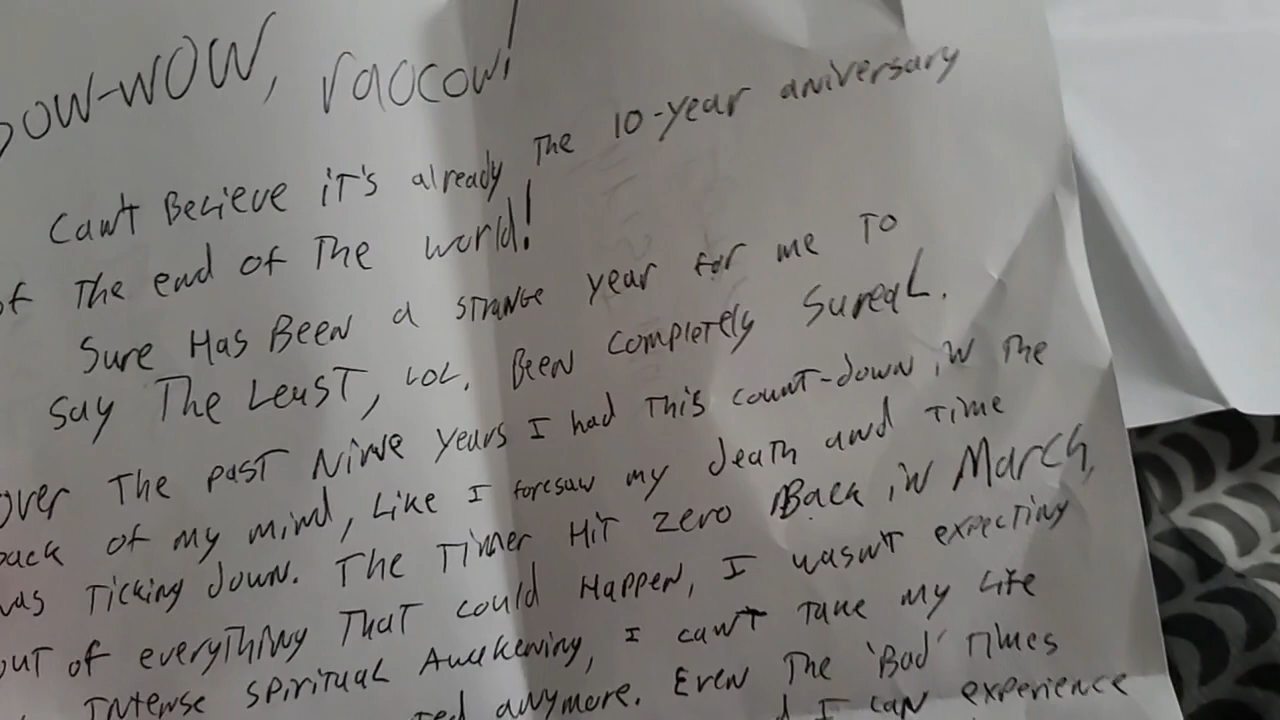 OW-WOW, raccow!
Can't Believe iT's already The 10-year aniversary
of The end of The world!
Sure Has Been a strange year for me To
say The Least, LOL. Been completely SureaL.
over The past Nine years I had This count-down in The
back of my mind, Like I foresaw my death and Time
was Ticking down. The Timer HiT zero Back in March,
out of everything ThaT could Happen, I wasn't expecting
Intense Spiritual Awakening, I can't Take my Life
anymore. Even The 'Bad' Times
I can experience